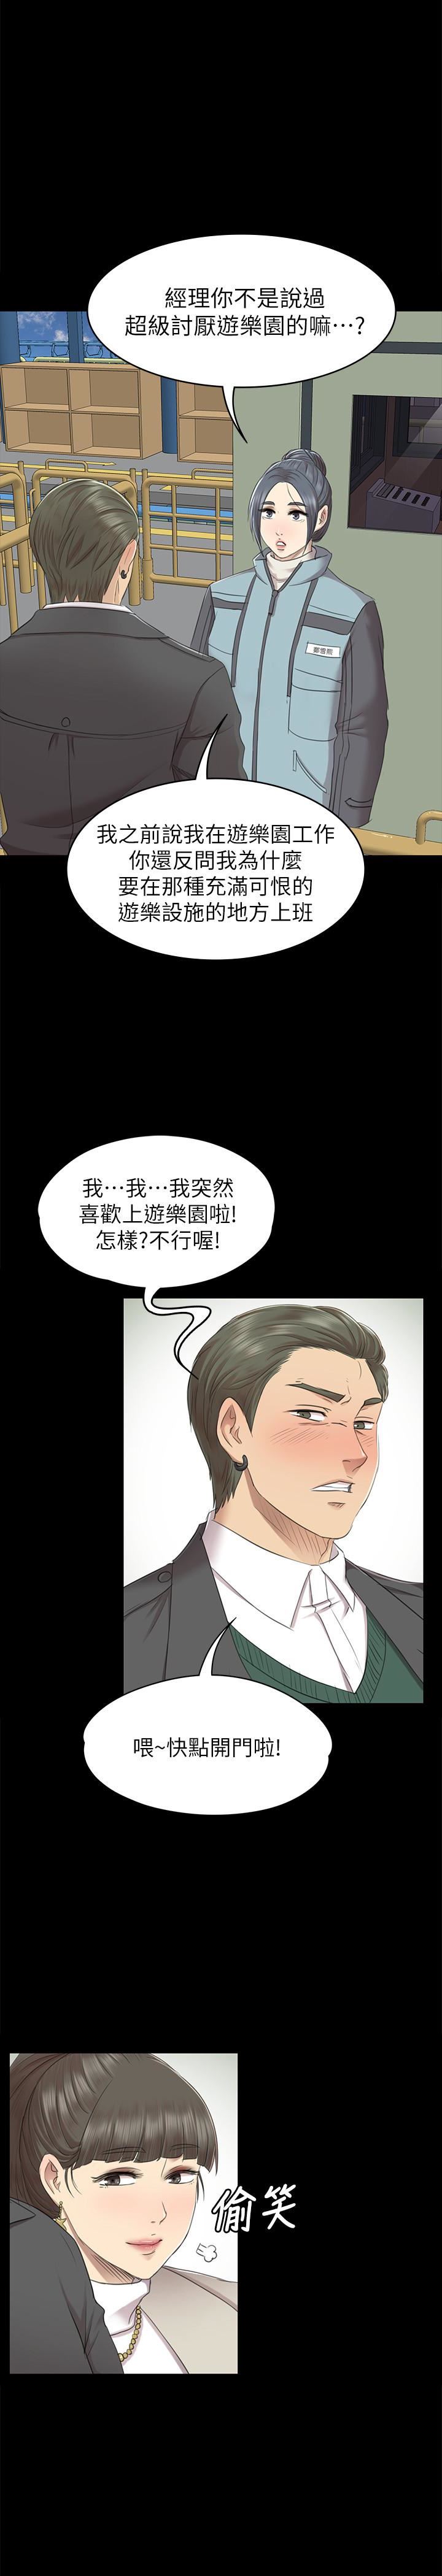 經理你不是說過
超級討厭遊樂園的嘛…?
鄭雪熙
我之前說我在遊樂園工作
你還反問我為什麼
要在那種充滿可恨的
遊樂設施的地方上班
我…我…我突然
喜歡上遊樂園啦!
怎樣?不行喔!
喂~快點開門啦!
偷笑